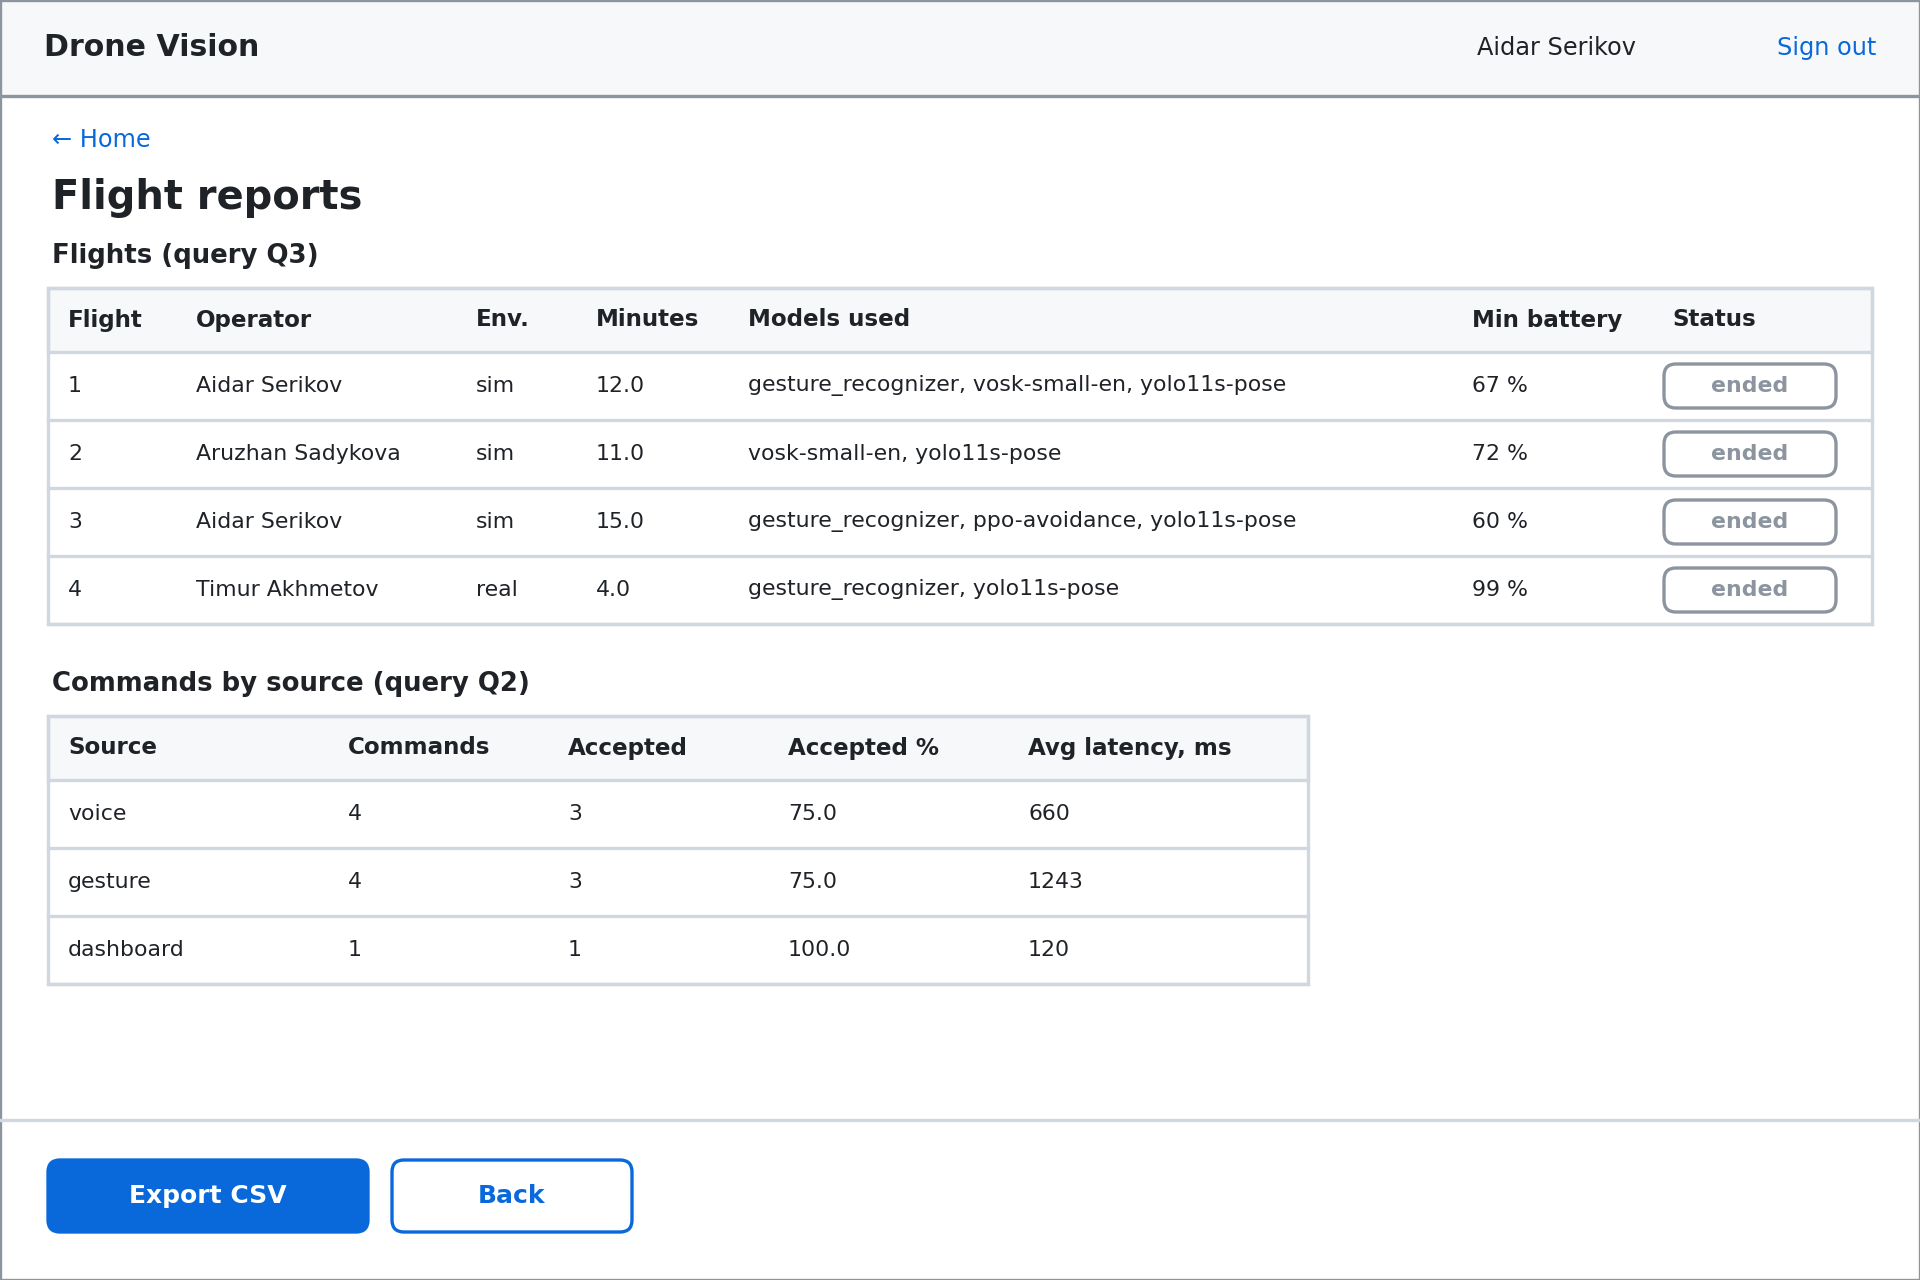 Drone Vision Aidar Serikov Sign out
← Home
Flight reports
Flights (query Q3)
Flight Operator Env. Minutes Models used Min battery Status
1 Aidar Serikov sim 12.0 gesture_recognizer, vosk-small-en, yolo11s-pose 67 % ended
2 Aruzhan Sadykova sim 11.0 vosk-small-en, yolo11s-pose 72 % ended
3 Aidar Serikov sim 15.0 gesture_recognizer, ppo-avoidance, yolo11s-pose 60 % ended
4 Timur Akhmetov real 4.0 gesture_recognizer, yolo11s-pose 99 % ended
Commands by source (query Q2)
Source Commands Accepted Accepted % Avg latency, ms
voice 4 3 75.0 660
gesture 4 3 75.0 1243
dashboard 1 1 100.0 120
Export CSV Back